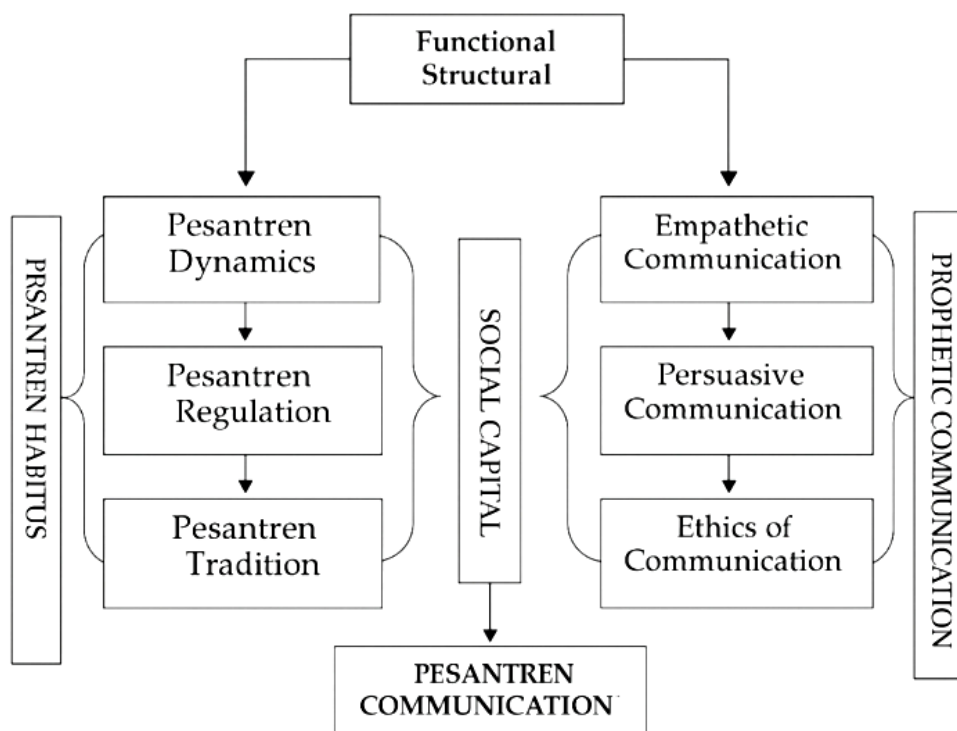 Functional
Structural
PRSANTREN HABITUS
Pesantren
Dynamics
Pesantren
Regulation
Pesantren
Tradition
SOCIAL CAPITAL
Empathetic
Communication
Persuasive
Communication
Ethics of
Communication
PROPHETIC COMMUNICATION
PESANTREN
COMMUNICATION